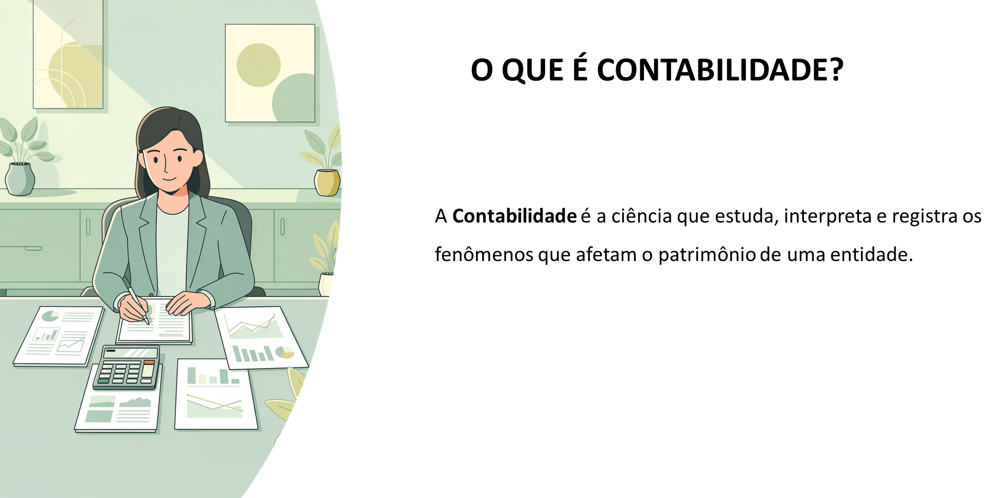 O QUE É CONTABILIDADE?
A Contabilidade é a ciência que estuda, interpreta e registra os
fenômenos que afetam o patrimônio de uma entidade.